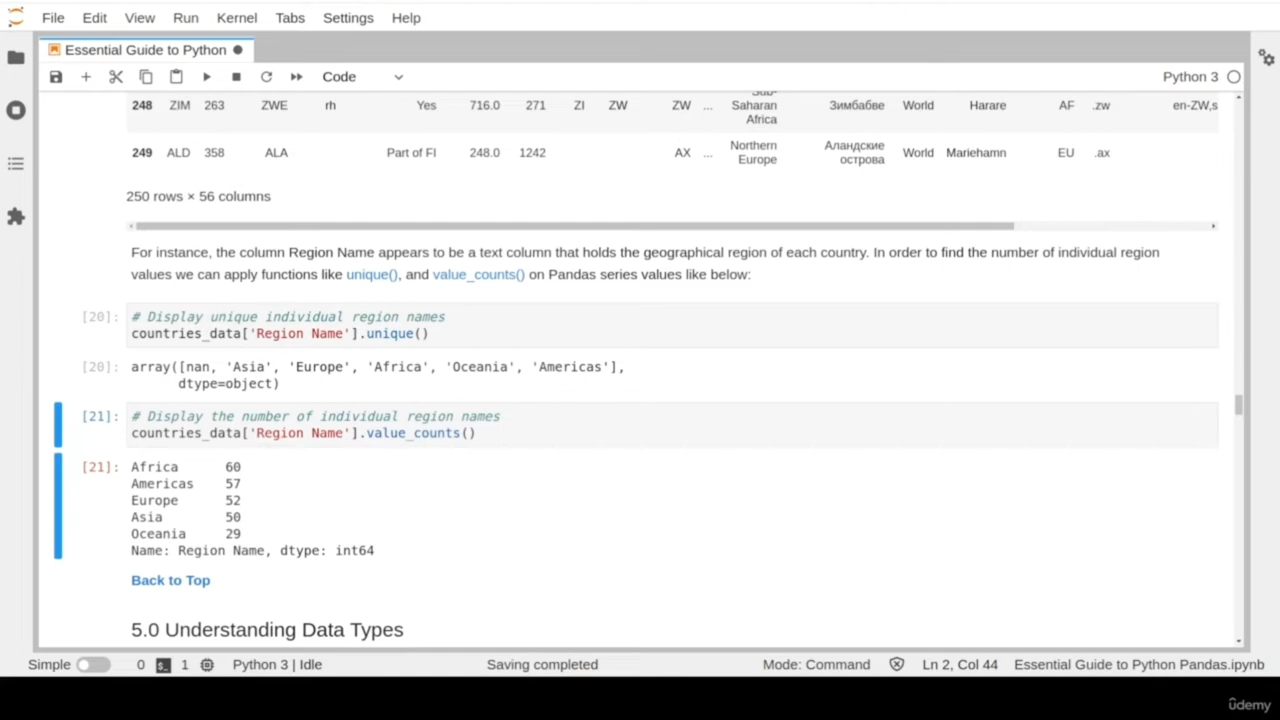 File Edit View Run Kernel Tabs Settings Help
Essential Guide to Python
Code
Python 3
Sub-
248 ZIM 263 ZWE rh Yes 716.0 271 ZI ZW ZW ... Saharan Зимбабве World Harare AF .zw en-ZW,s
Africa
249 ALD 358 ALA Part of FI 248.0 1242 AX ... Northern Аландские World Mariehamn EU .ax
Europe острова
250 rows × 56 columns
For instance, the column Region Name appears to be a text column that holds the geographical region of each country. In order to find the number of individual region
values we can apply functions like unique(), and value_counts() on Pandas series values like below:
[20]: # Display unique individual region names
countries_data['Region Name'].unique()
[20]: array([nan, 'Asia', 'Europe', 'Africa', 'Oceania', 'Americas'],
dtype=object)
[21]: # Display the number of individual region names
countries_data['Region Name'].value_counts()
[21]: Africa 60
Americas 57
Europe 52
Asia 50
Oceania 29
Name: Region Name, dtype: int64
Back to Top
5.0 Understanding Data Types
Simple 0 $_ 1 Python 3 | Idle Saving completed Mode: Command Ln 2, Col 44 Essential Guide to Python Pandas.ipynb
ûdemy